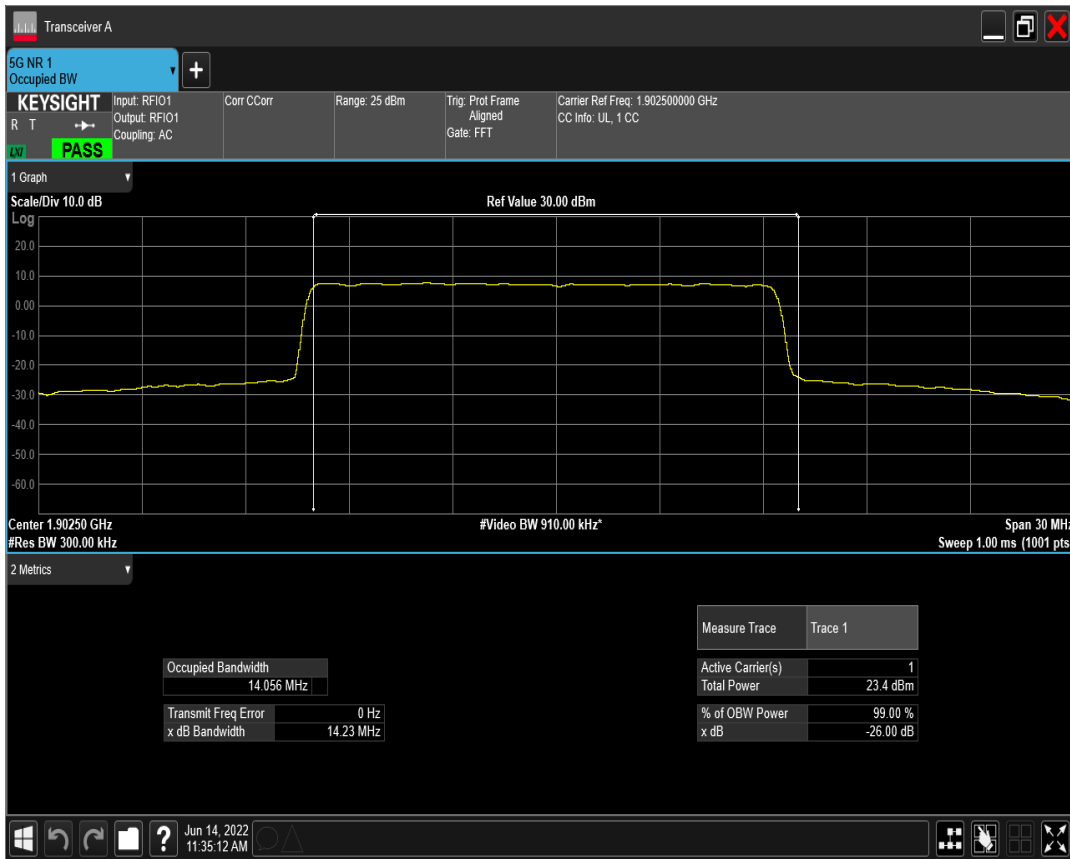 Transceiver A
5G NR 1
Occupied BW
+
KEYSIGHT
R T
LXI
PASS
Input: RFIO1
Output: RFIO1
Coupling: AC
Corr CCorr
Range: 25 dBm
Trig: Prot Frame
Aligned
Gate: FFT
Carrier Ref Freq: 1.902500000 GHz
CC Info: UL, 1 CC
1 Graph
Scale/Div 10.0 dB
Ref Value 30.00 dBm
Log
20.0
10.0
0.00
-10.0
-20.0
-30.0
-40.0
-50.0
-60.0
Center 1.90250 GHz
#Video BW 910.00 kHz*
Span 30 MHz
#Res BW 300.00 kHz
Sweep 1.00 ms (1001 pts
2 Metrics
Measure Trace Trace 1
Occupied Bandwidth
14.056 MHz
Active Carrier(s) 1
Total Power 23.4 dBm
Transmit Freq Error 0 Hz
x dB Bandwidth 14.23 MHz
% of OBW Power 99.00 %
x dB -26.00 dB
?
Jun 14, 2022
11:35:12 AM